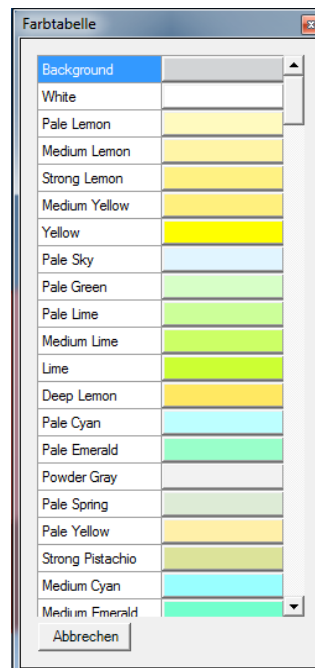 Farbtabelle
Background
White
Pale Lemon
Medium Lemon
Strong Lemon
Medium Yellow
Yellow
Pale Sky
Pale Green
Pale Lime
Medium Lime
Lime
Deep Lemon
Pale Cyan
Pale Emerald
Powder Gray
Pale Spring
Pale Yellow
Strong Pistachio
Medium Cyan
Medium Emerald
Abbrechen